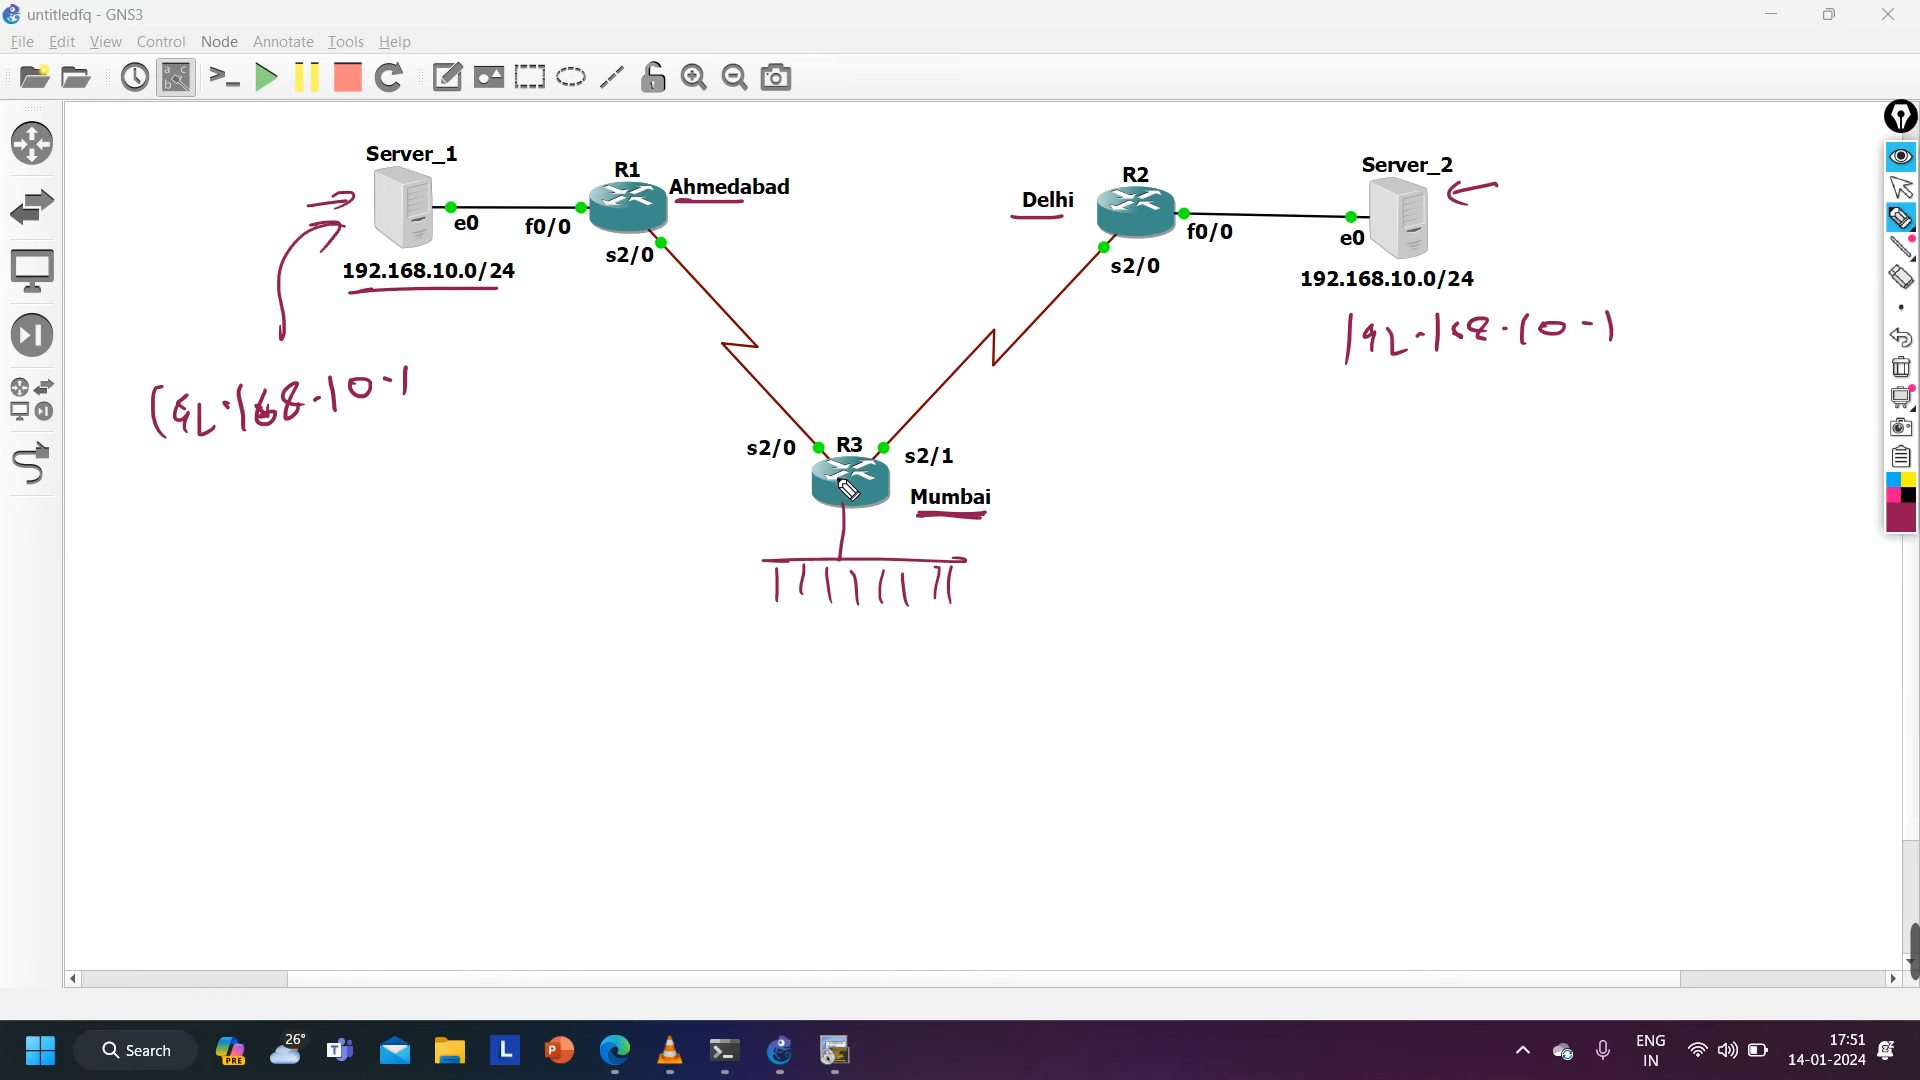 untitledfq - GNS3
File Edit View Control Node Annotate Tools Help
Server_1
R1
Ahmedabad
e0
f0/0
s2/0
192.168.10.0/24
192.168.10.1
R2
Delhi
Server_2
f0/0
e0
s2/0
192.168.10.0/24
192.168.10.1
s2/0
R3
s2/1
Mumbai
Search
PRE
26°
ENG
IN
17:51
14-01-2024